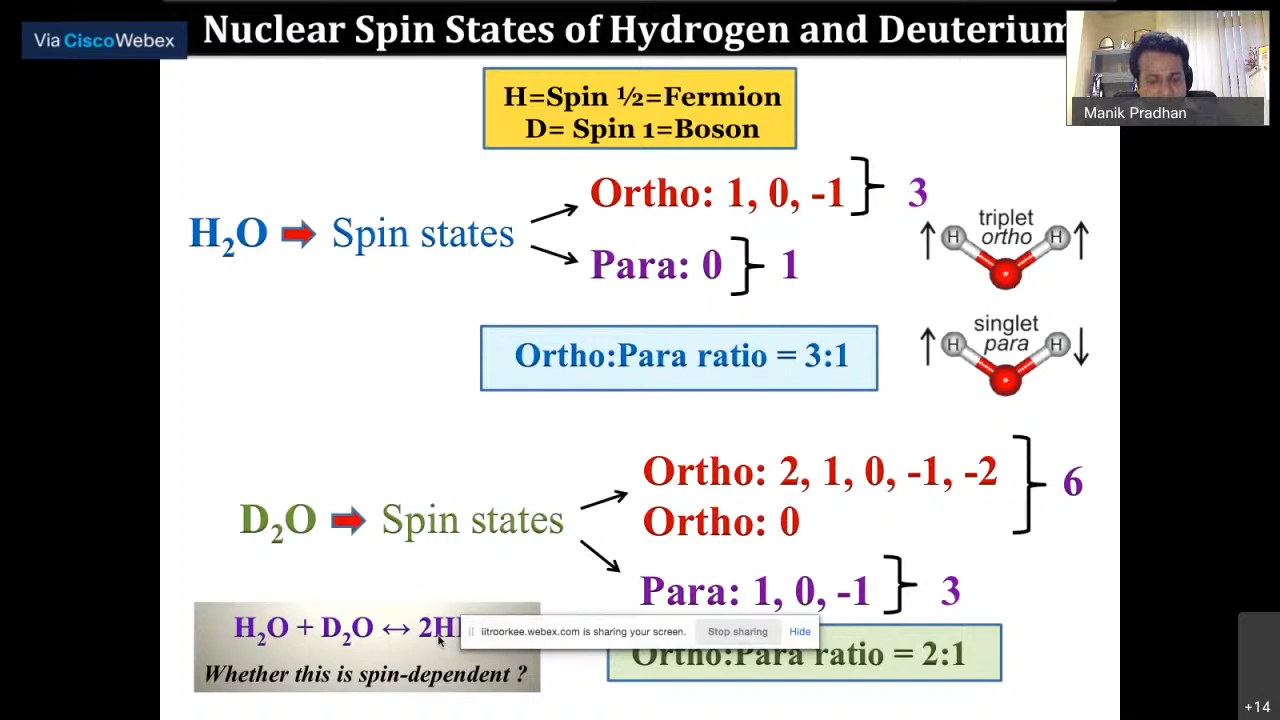 Nuclear Spin States of Hydrogen and Deuterium
Via CiscoWebex
Manik Pradhan
H=Spin ½=Fermion
D= Spin 1=Boson
H₂O Spin states
Ortho: 1, 0, -1 3
Para: 0 1
triplet
ortho
H H
singlet
para
H H
Ortho:Para ratio = 3:1
D₂O Spin states
Ortho: 2, 1, 0, -1, -2
Ortho: 0
6
Para: 1, 0, -1 3
H₂O + D₂O ↔ 2H
Whether this is spin-dependent ?
iitroorkee.webex.com is sharing your screen. Stop sharing Hide
Ortho:Para ratio = 2:1
+14